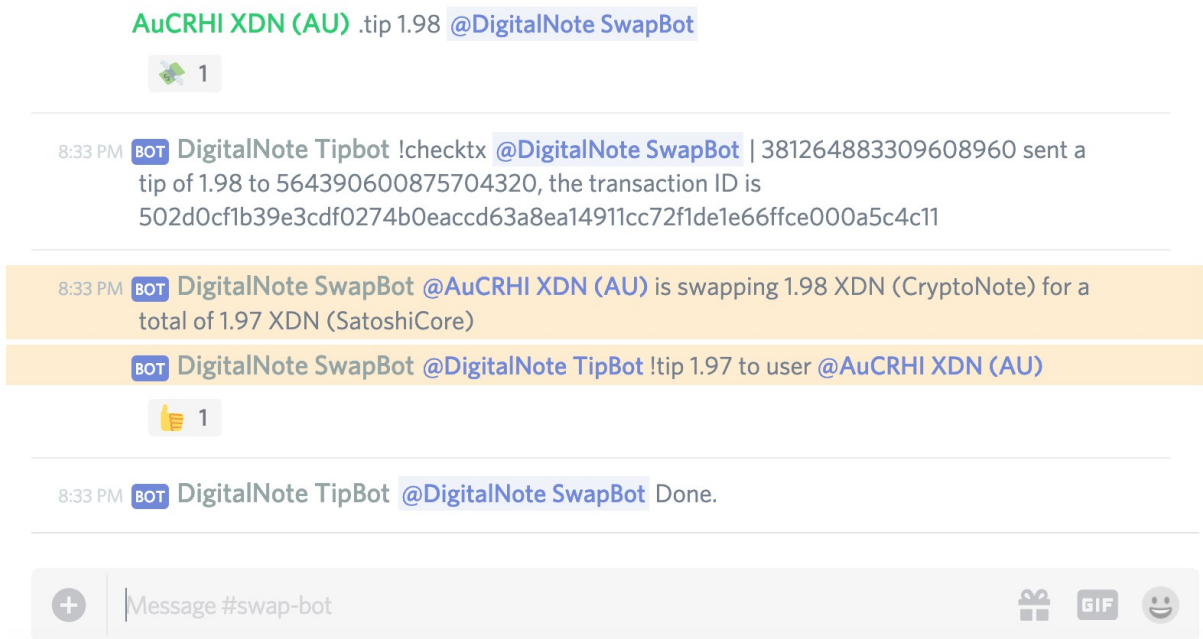 AuCRHI XDN (AU) .tip 1.98 @DigitalNote SwapBot
1
8:33 PM BOT DigitalNote Tipbot !checktx @DigitalNote SwapBot | 381264883309608960 sent a
tip of 1.98 to 564390600875704320, the transaction ID is
502d0cf1b39e3cdf0274b0eaccd63a8ea14911cc72f1de1e66ffce000a5c4c11
8:33 PM BOT DigitalNote SwapBot @AuCRHI XDN (AU) is swapping 1.98 XDN (CryptoNote) for a
total of 1.97 XDN (SatoshiCore)
BOT DigitalNote SwapBot @DigitalNote TipBot !tip 1.97 to user @AuCRHI XDN (AU)
1
8:33 PM BOT DigitalNote TipBot @DigitalNote SwapBot Done.
Message #swap-bot
GIF